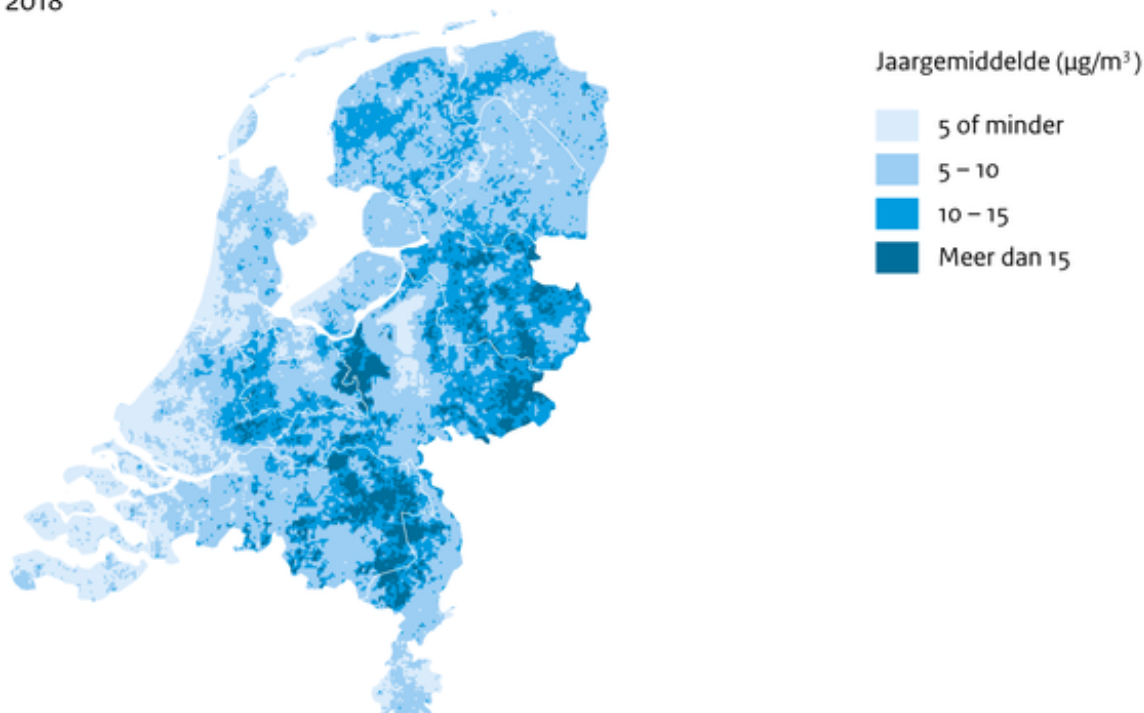 2018
Jaargemiddelde (µg/m³)
5 of minder
5 – 10
10 – 15
Meer dan 15